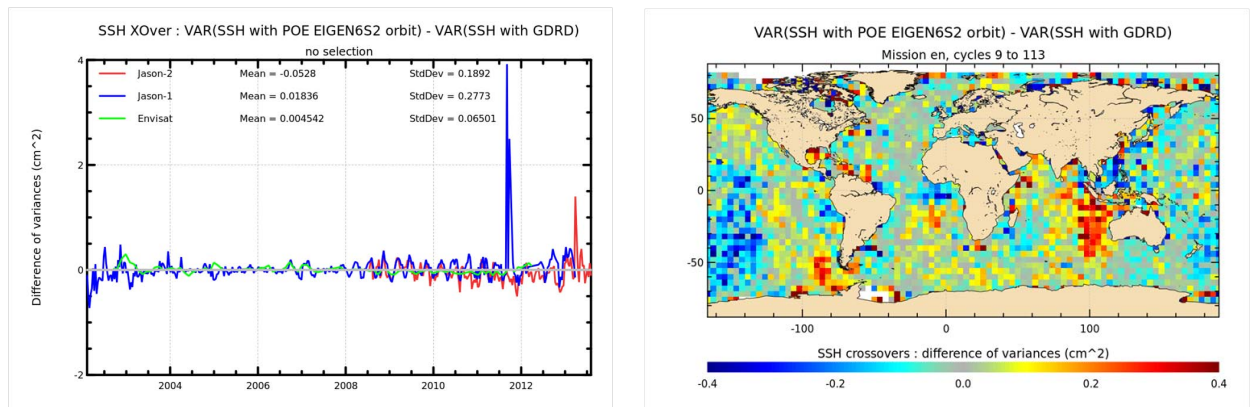 SSH XOver : VAR(SSH with POE EIGEN6S2 orbit) - VAR(SSH with GDRD)
no selection
Jason-2 Mean = -0.0528 StdDev = 0.1892
Jason-1 Mean = 0.01836 StdDev = 0.2773
Envisat Mean = 0.004542 StdDev = 0.06501
Difference of variances (cm^2)
4
2
0
-2
2004 2006 2008 2010 2012
VAR(SSH with POE EIGEN6S2 orbit) - VAR(SSH with GDRD)
Mission en, cycles 9 to 113
50
0
-50
-100 0 100
SSH crossovers : difference of variances (cm^2)
-0.4 -0.2 0.0 0.2 0.4